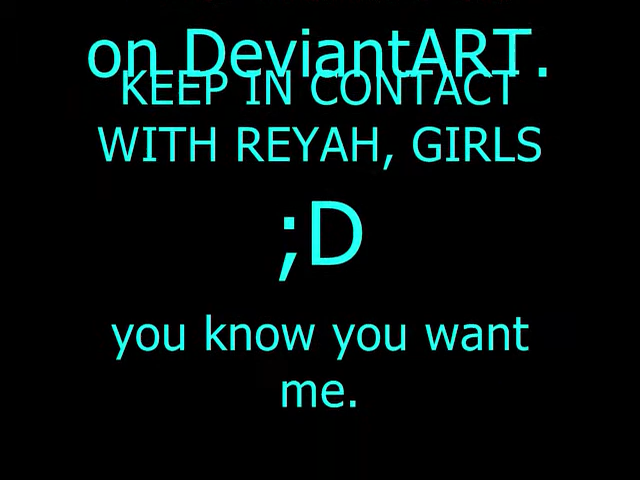 on DeviantART.
KEEP IN CONTACT
WITH REYAH, GIRLS
;D
you know you want
me.